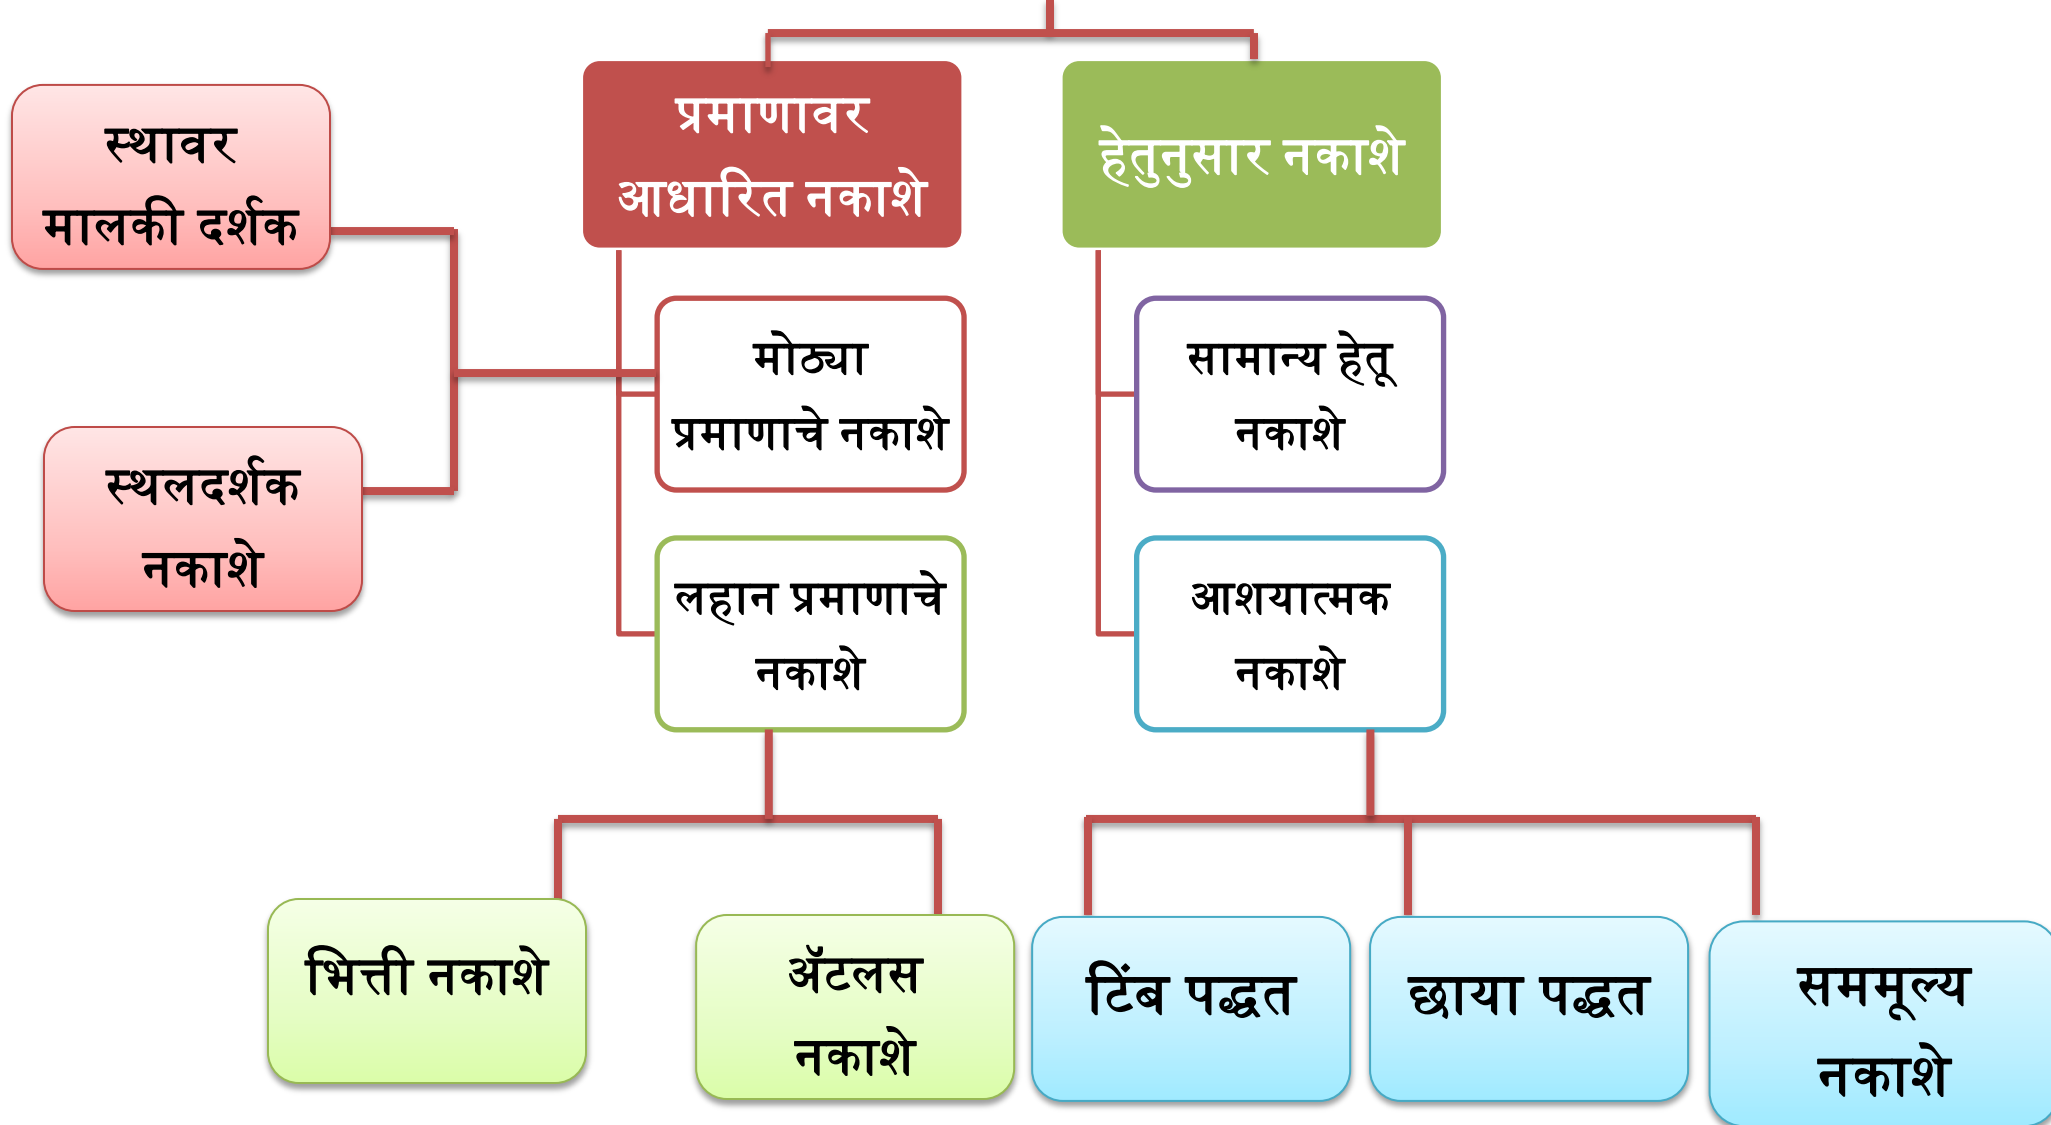 प्रमाणावर
आधारित नकाशे
हेतुनुसार नकाशे
स्थावर
मालकी दर्शक
मोठ्या
प्रमाणाचे नकाशे
सामान्य हेतू
नकाशे
स्थलदर्शक
नकाशे
लहान प्रमाणाचे
नकाशे
आशयात्मक
नकाशे
भित्ती नकाशे
ॲटलस
नकाशे
टिंब पद्धत
छाया पद्धत
सममूल्य
नकाशे